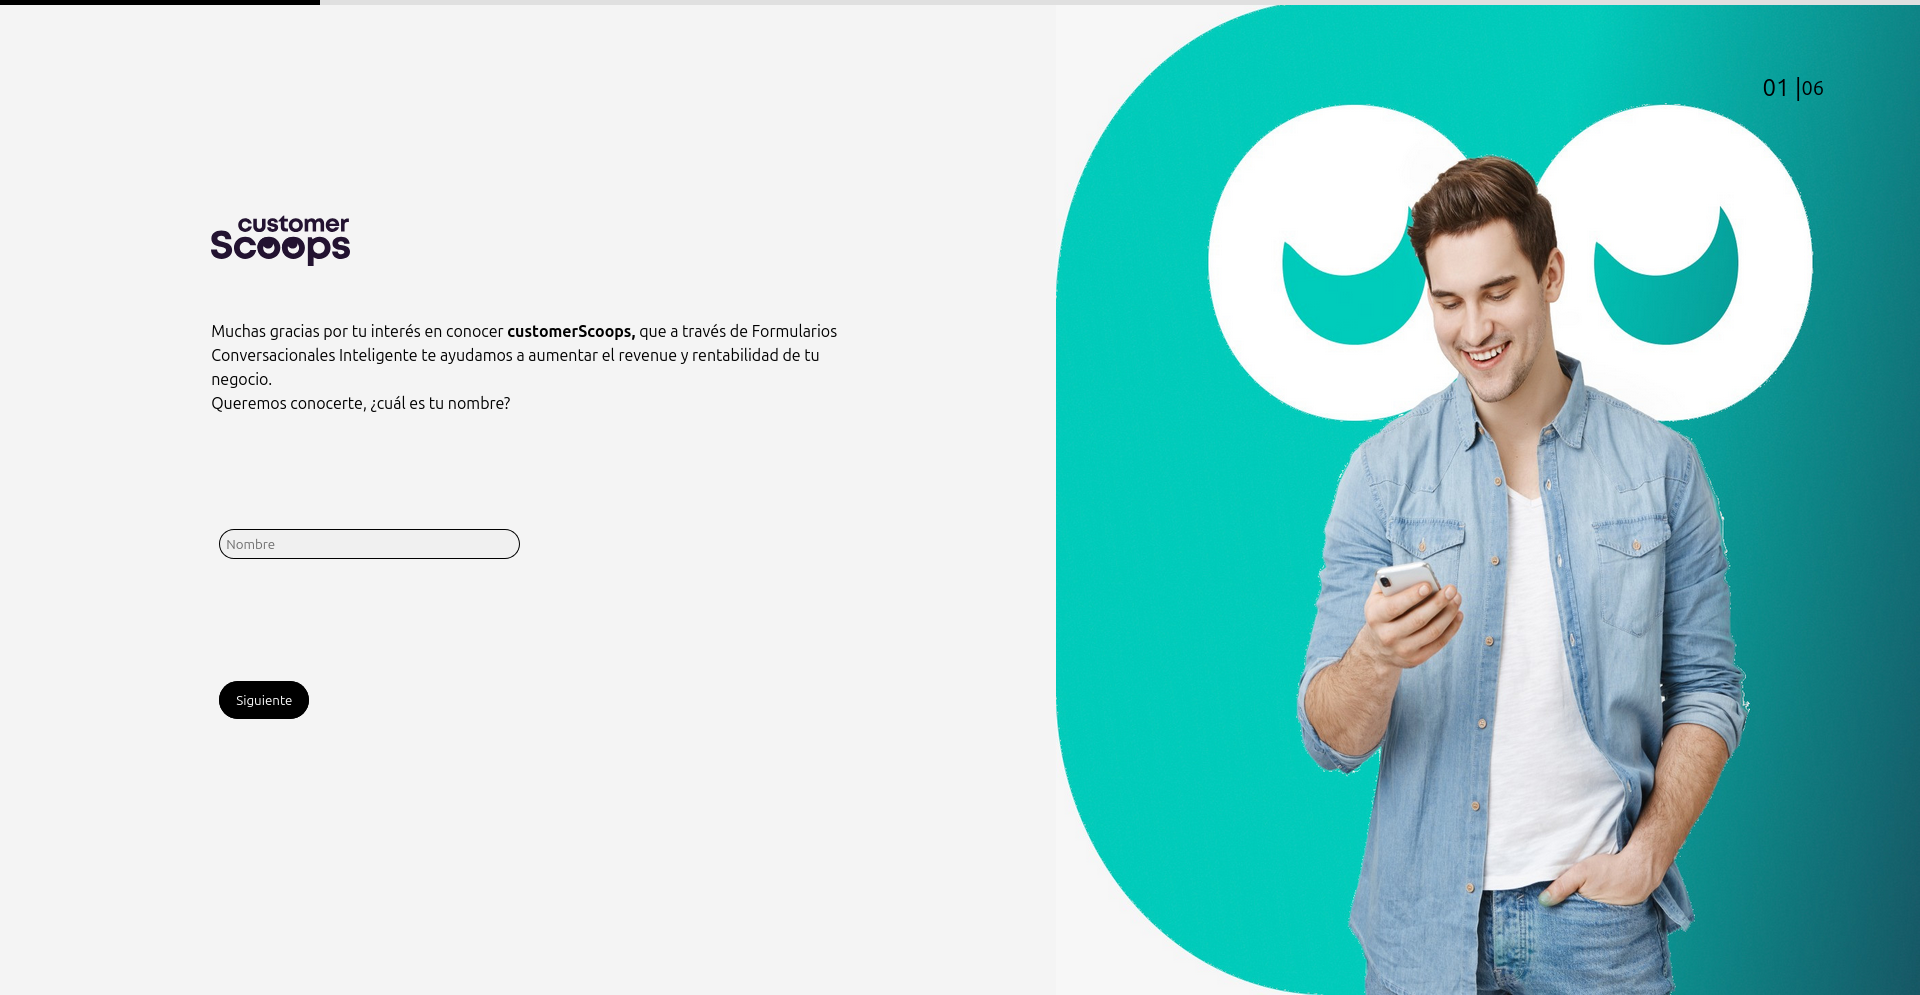 01 |06
customer
Scoops
Muchas gracias por tu interés en conocer customerScoops, que a través de Formularios
Conversacionales Inteligente te ayudamos a aumentar el revenue y rentabilidad de tu
negocio.
Queremos conocerte, ¿cuál es tu nombre?
Nombre
Siguiente